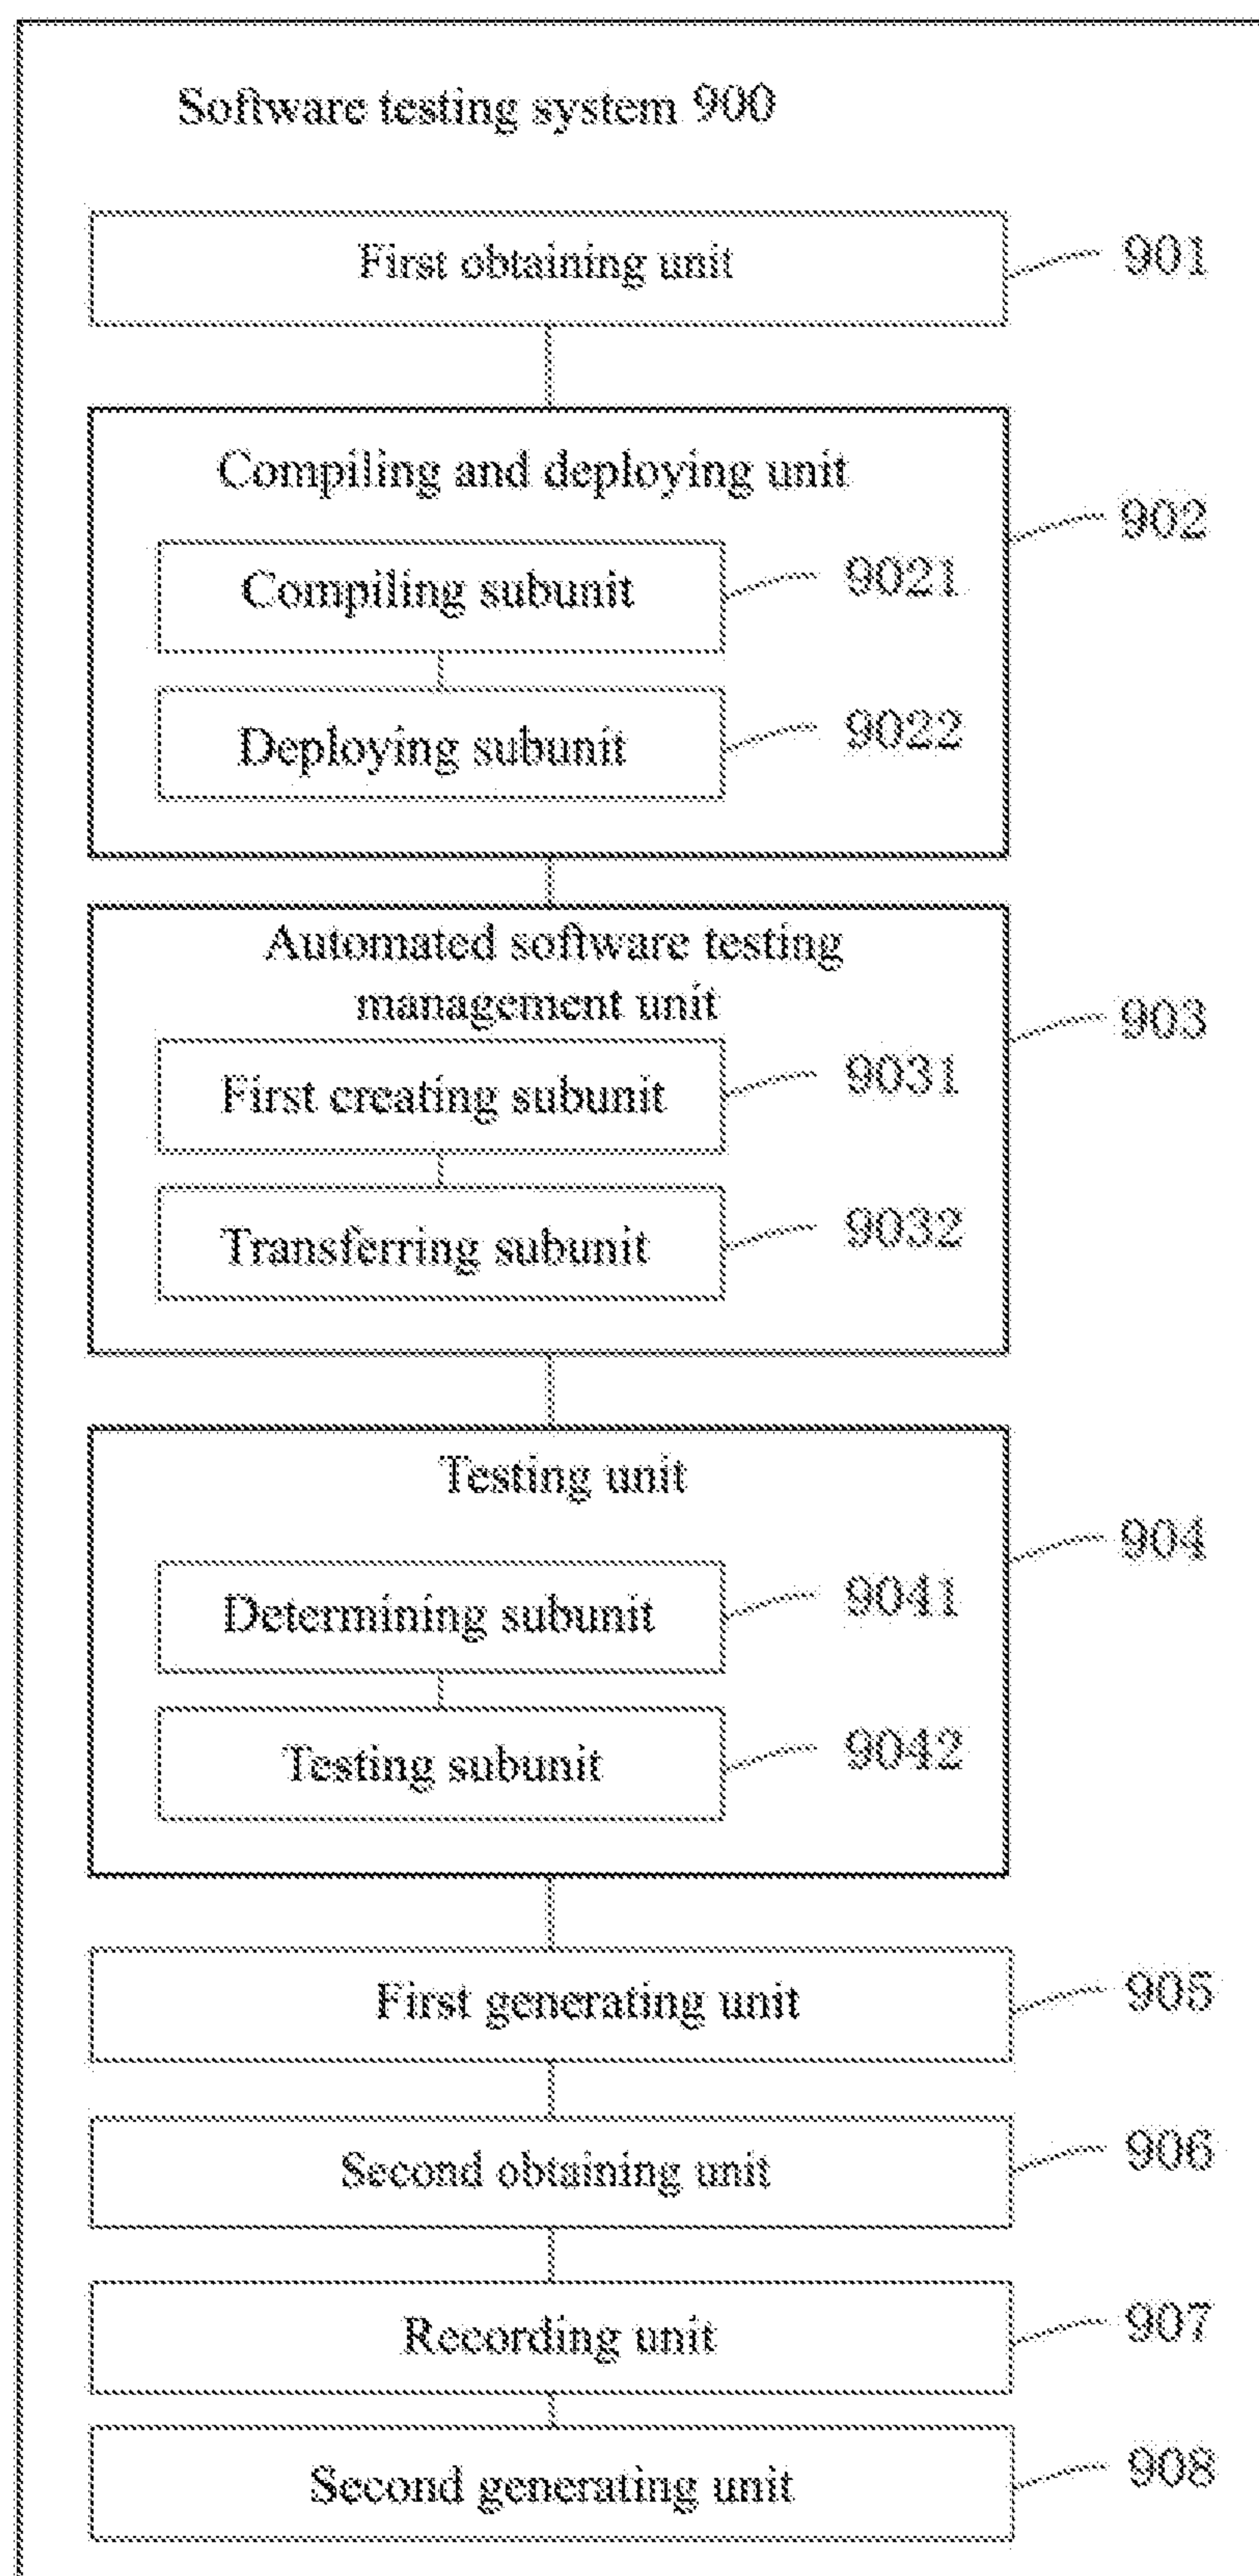 Software testing system 900
First obtaining unit
901
Compiling and deploying unit
902
Compiling subunit
9021
Deploying subunit
9022
Automated software testing
management unit
903
First creating subunit
9031
Transferring subunit
9032
Testing unit
904
Determining subunit
9041
Testing subunit
9042
First generating unit
905
Second obtaining unit
906
Recording unit
907
Second generating unit
908